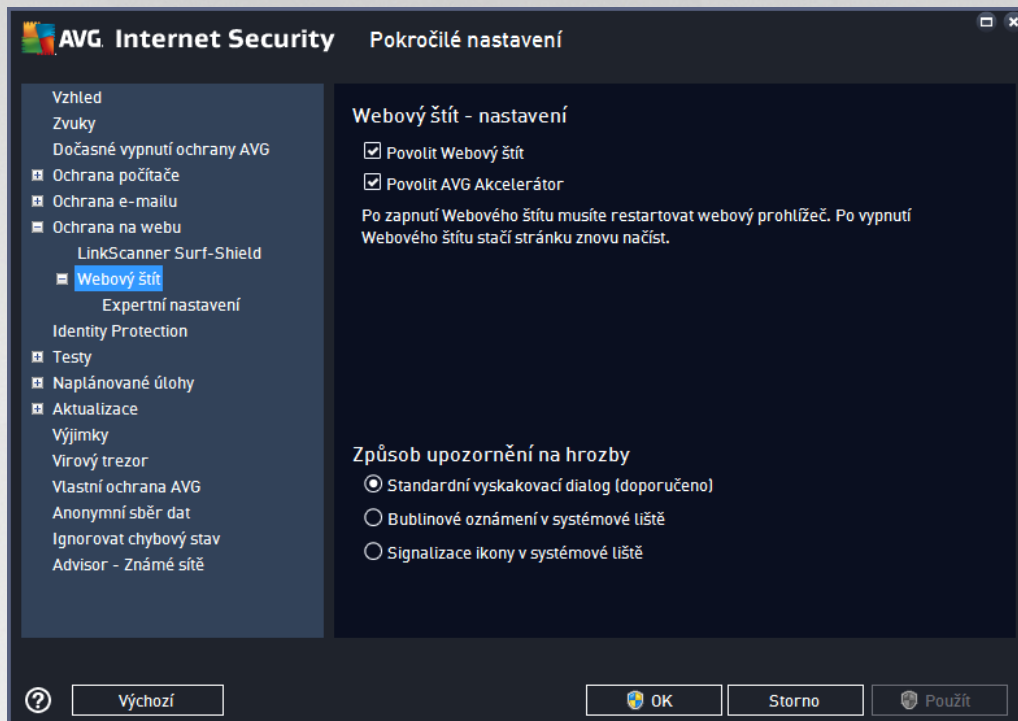 AVG Internet Security Pokročilé nastavení
Vzhled
Zvuky
Dočasné vypnutí ochrany AVG
Ochrana počítače
Ochrana e-mailu
Ochrana na webu
LinkScanner Surf-Shield
Webový štít
Expertní nastavení
Identity Protection
Testy
Naplánované úlohy
Aktualizace
Výjimky
Virový trezor
Vlastní ochrana AVG
Anonymní sběr dat
Ignorovat chybový stav
Advisor - Známé sítě
Webový štít - nastavení
Povolit Webový štít
Povolit AVG Akcelerátor
Po zapnutí Webového štítu musíte restartovat webový prohlížeč. Po vypnutí
Webového štítu stačí stránku znovu načíst.
Způsob upozornění na hrozby
Standardní vyskakovací dialog (doporučeno)
Bublinové oznámení v systémové liště
Signalizace ikony v systémové liště
Výchozí
OK
Storno
Použít